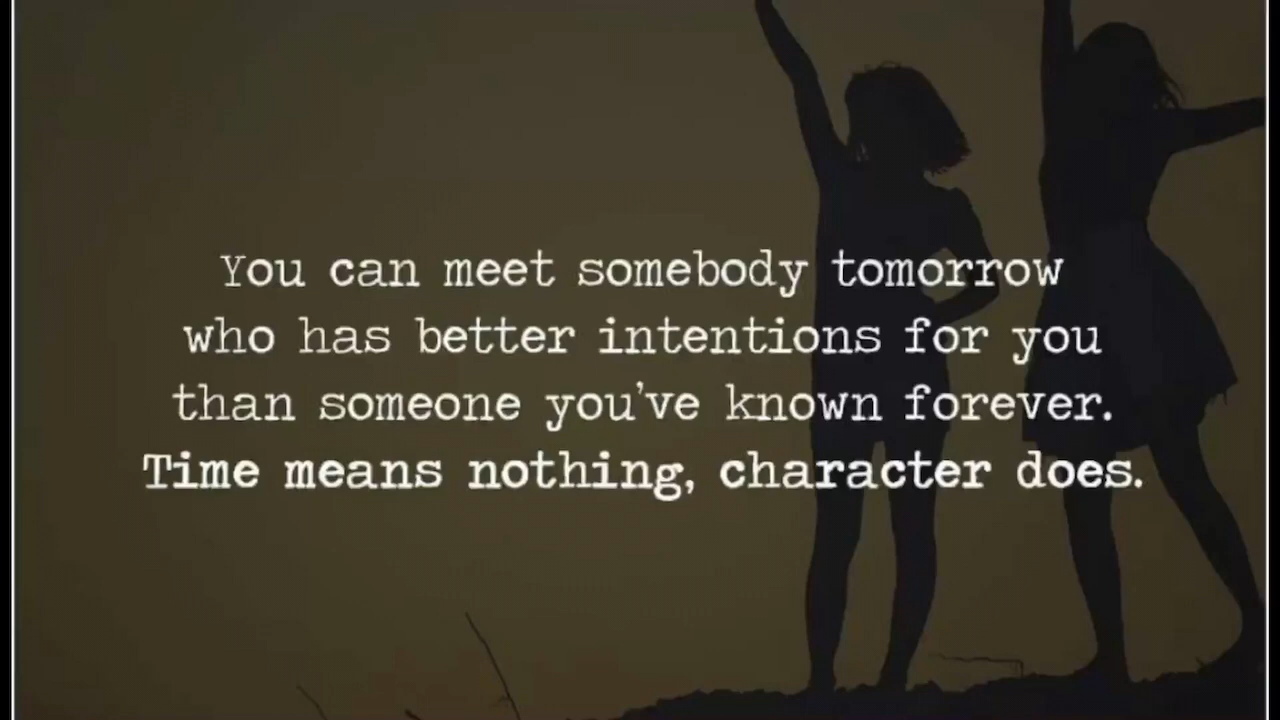 You can meet somebody tomorrow
who has better intentions for you
than someone you've known forever.
Time means nothing, character does.